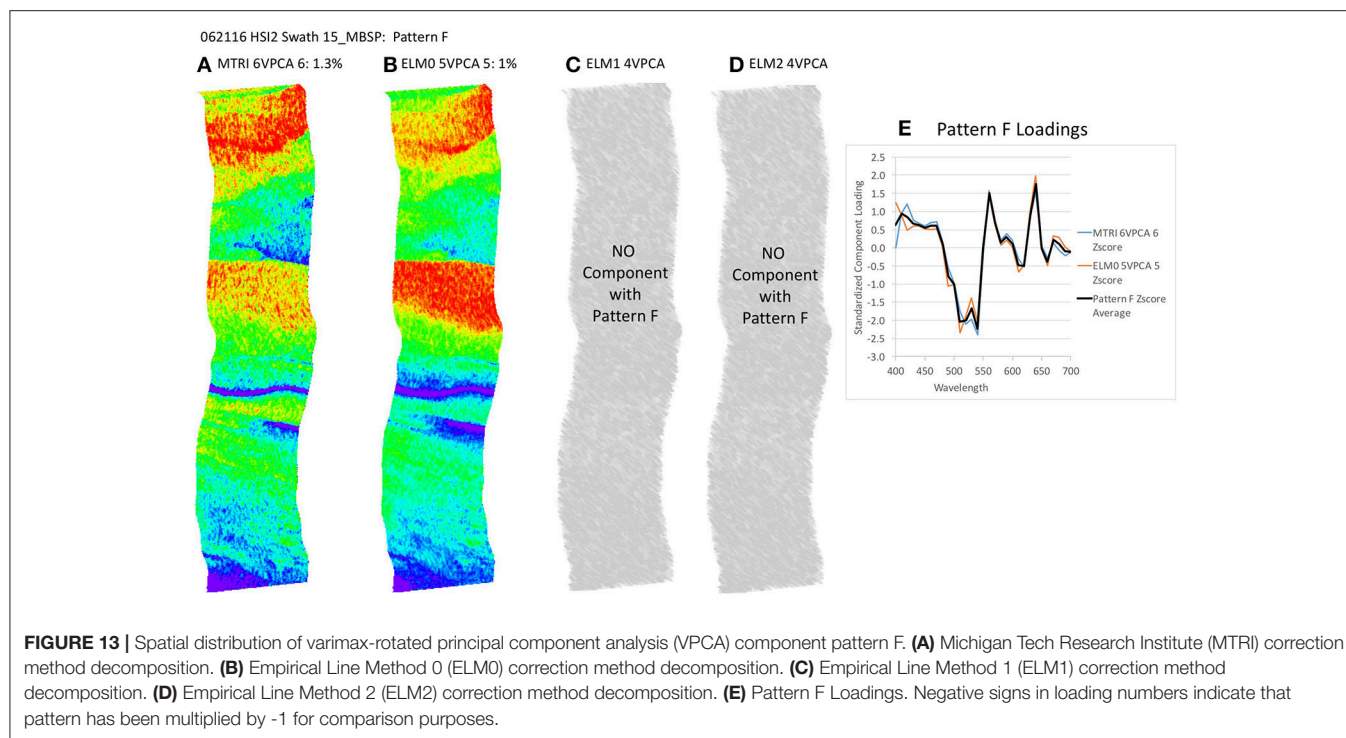 062116 HSI2 Swath 15_MBSP: Pattern F
A MTRI 6VPCA 6: 1.3%
B ELM0 5VPCA 5: 1%
C ELM1 4VPCA
D ELM2 4VPCA
NO
Component
with
Pattern F
NO
Component
with
Pattern F
E Pattern F Loadings
Standardized Component Loading
2.5
2.0
1.5
1.0
0.5
0.0
-0.5
-1.0
-1.5
-2.0
-2.5
-3.0
400 450 500 550 600 650 700
Wavelength
MTRI 6VPCA 6
Zscore
ELM0 5VPCA 5
Zscore
Pattern F Zscore
Average
FIGURE 13 | Spatial distribution of varimax-rotated principal component analysis (VPCA) component pattern F. (A) Michigan Tech Research Institute (MTRI) correction
method decomposition. (B) Empirical Line Method 0 (ELM0) correction method decomposition. (C) Empirical Line Method 1 (ELM1) correction method
decomposition. (D) Empirical Line Method 2 (ELM2) correction method decomposition. (E) Pattern F Loadings. Negative signs in loading numbers indicate that
pattern has been multiplied by -1 for comparison purposes.